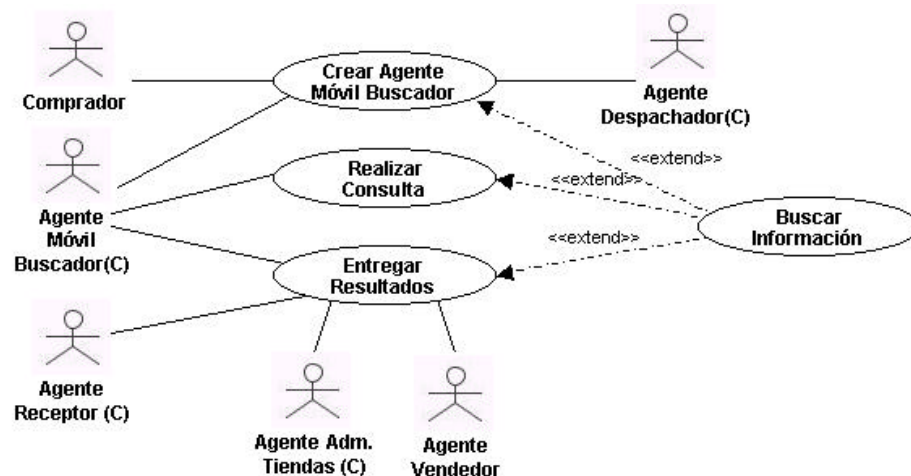 Comprador
Crear Agente
Móvil Buscador
Agente
Despachador(C)
<<extend>>
Realizar
Consulta
<<extend>>
Agente
Móvil
Buscador(C)
Buscar
Información
<<extend>>
Entregar
Resultados
Agente
Receptor (C)
Agente Adm.
Tiendas (C)
Agente
Vendedor